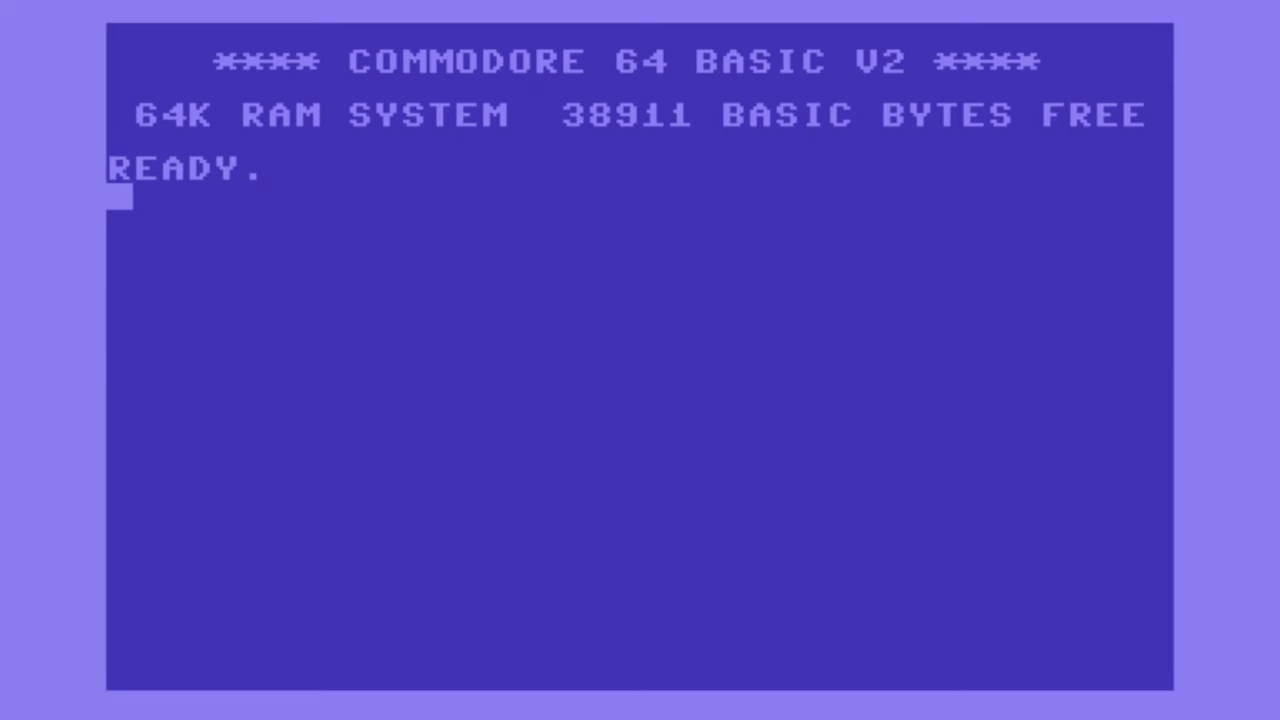 **** COMMODORE 64 BASIC V2 ****
64K RAM SYSTEM  38911 BASIC BYTES FREE
READY.